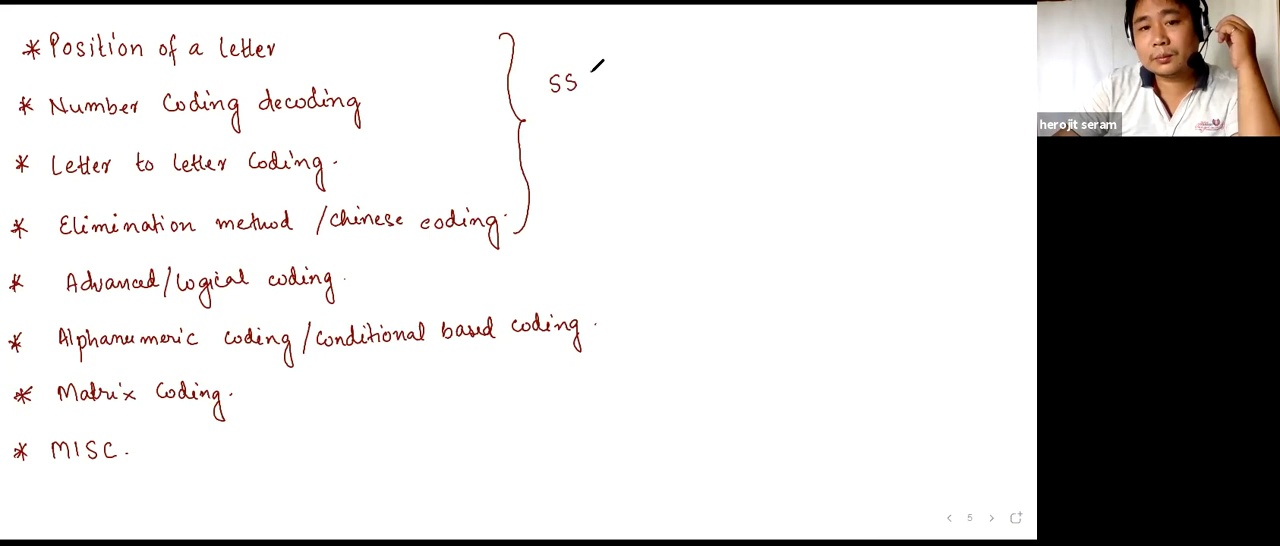 * Position of a letter
* Number Coding decoding
* Letter to letter Coding.
* Elimination method / chinese coding.
* Advanced/logical coding.
* Alphanumeric coding / conditional based coding.
* Matrix Coding.
* MISC.
SS
herojit seram
< 5 >